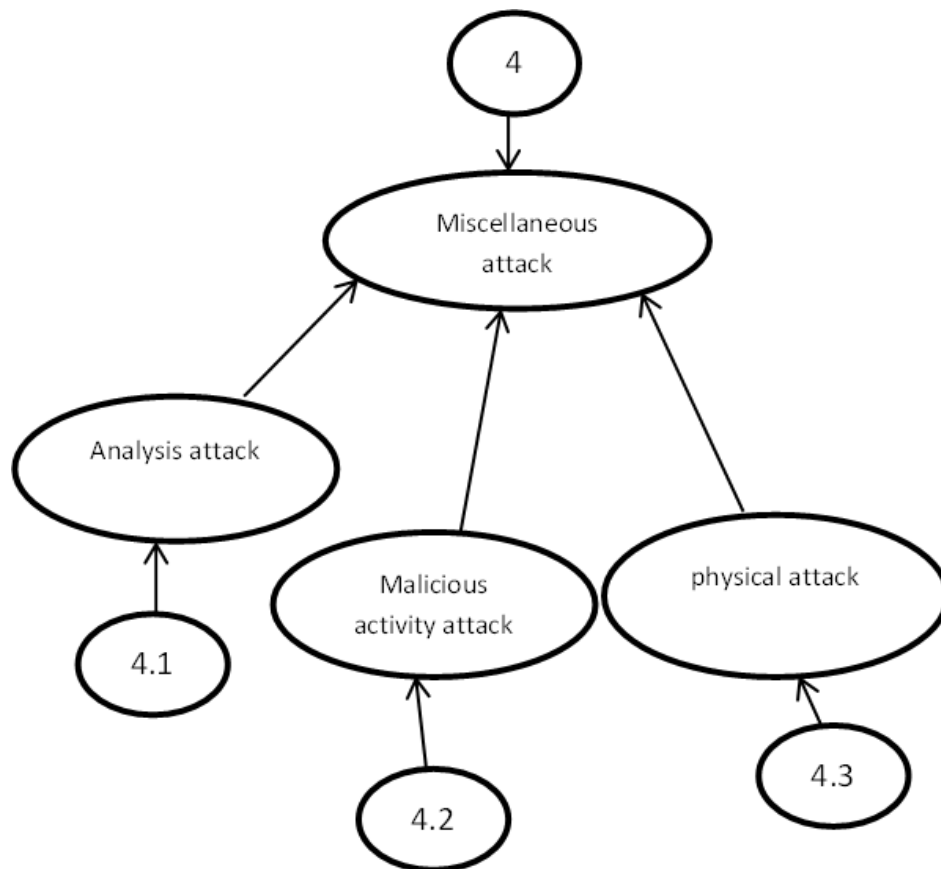 4
Miscellaneous
attack
Analysis attack
Malicious
activity attack
physical attack
4.1
4.2
4.3